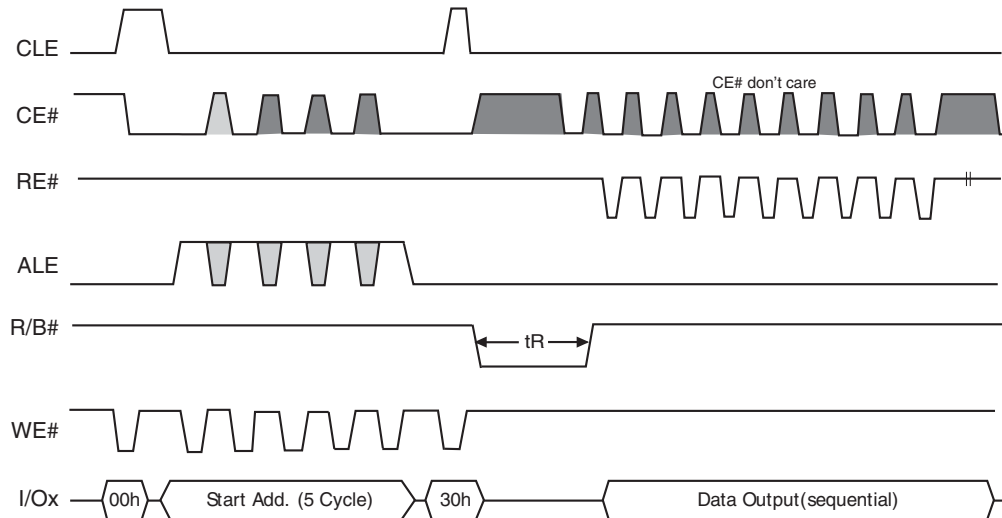 CLE
CE# don't care
CE#
RE#
ALE
R/B#
tR
WE#
I/Ox 00h Start Add. (5 Cycle) 30h Data Output(sequential)